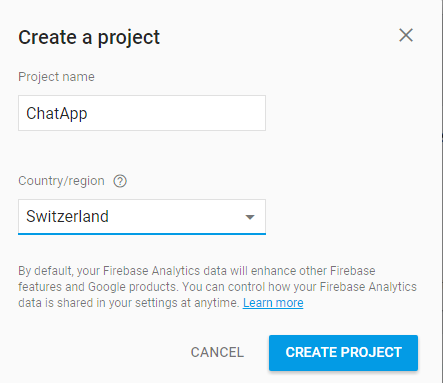 Create a project
Project name
ChatApp
Country/region
Switzerland
By default, your Firebase Analytics data will enhance other Firebase
features and Google products. You can control how your Firebase Analytics
data is shared in your settings at anytime. Learn more
CANCEL
CREATE PROJECT